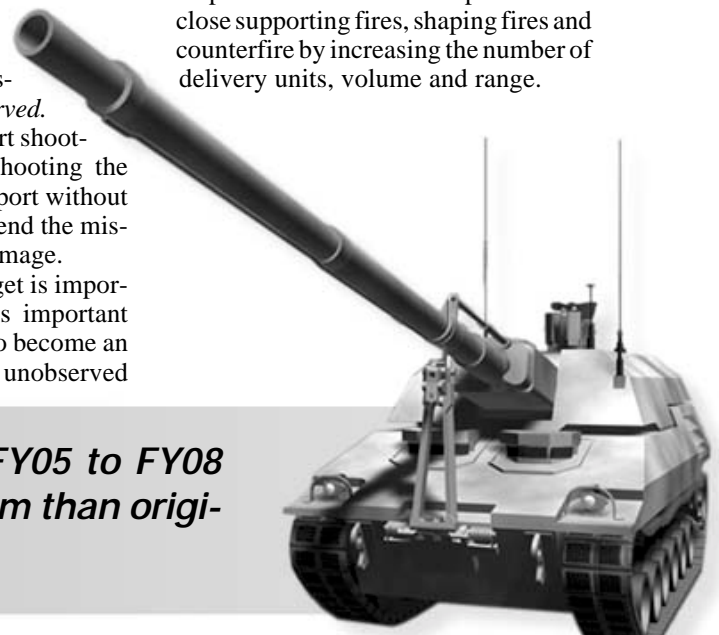 s-
rved.
rt shoot-
hooting the
port without
end the mis-
mage.
get is impor-
s important
o become an
unobserved
close supporting fires, shaping fires and
counterfire by increasing the number of
delivery units, volume and range.
FY05 to FY08
m than origi-